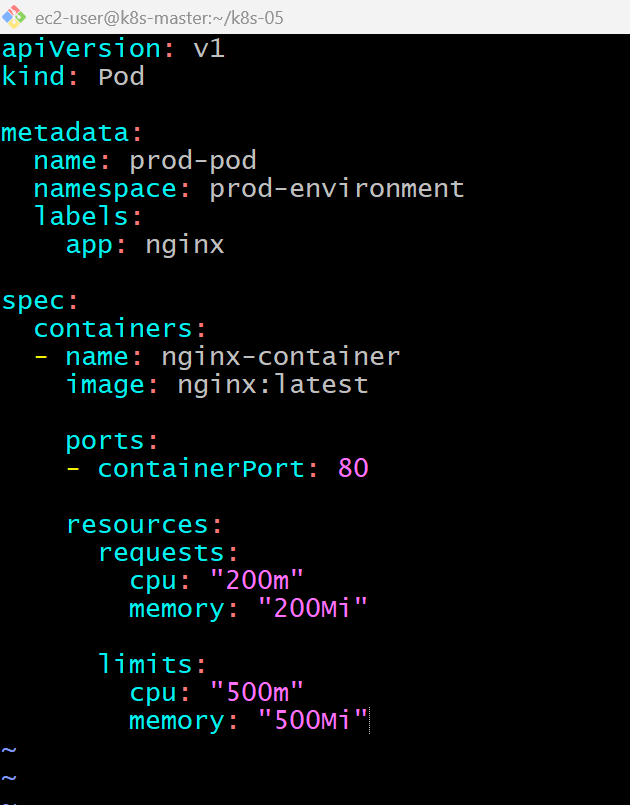 ec2-user@k8s-master:~/k8s-05
apiVersion: v1
kind: Pod

metadata:
  name: prod-pod
  namespace: prod-environment
  labels:
    app: nginx

spec:
  containers:
  - name: nginx-container
    image: nginx:latest

    ports:
    - containerPort: 80

    resources:
      requests:
        cpu: "200m"
        memory: "200Mi"

      limits:
        cpu: "500m"
        memory: "500Mi"
~
~
~